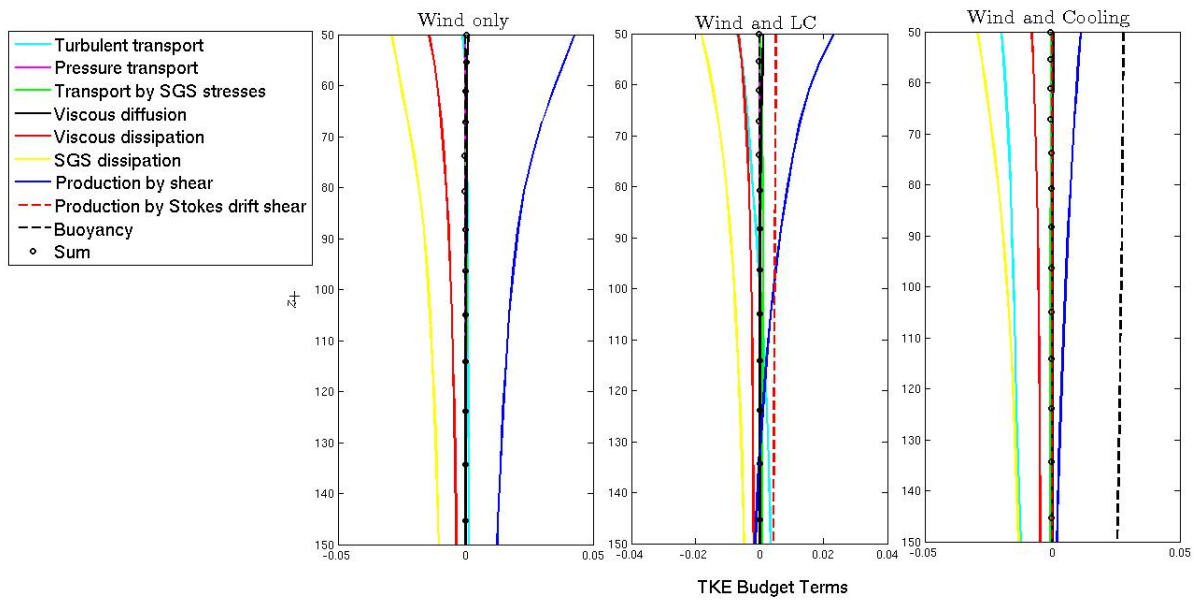 Wind only
Wind and LC
Wind and Cooling
Turbulent transport
Pressure transport
Transport by SGS stresses
Viscous diffusion
Viscous dissipation
SGS dissipation
Production by shear
Production by Stokes drift shear
Buoyancy
Sum
z+
50
60
70
80
90
100
110
120
130
140
150
-0.05
0
0.05
50
60
70
80
90
100
110
120
130
140
150
-0.04
-0.02
0
0.02
0.04
50
60
70
80
90
100
110
120
130
140
150
-0.05
0
0.05
TKE Budget Terms